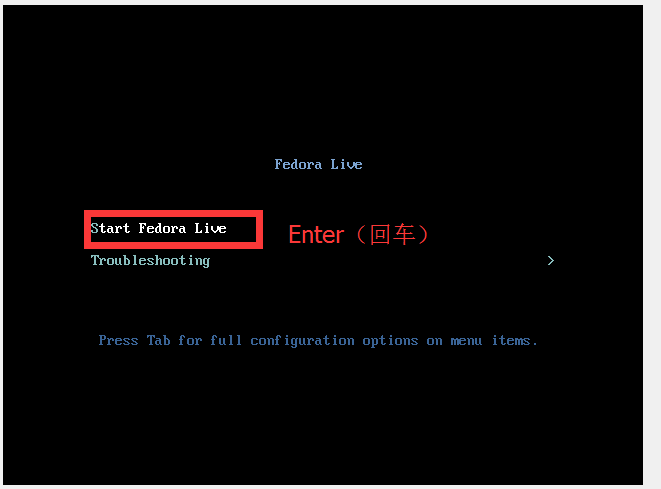 Fedora Live
Start Fedora Live
Enter（回车）
Troubleshooting >
Press Tab for full configuration options on menu items.